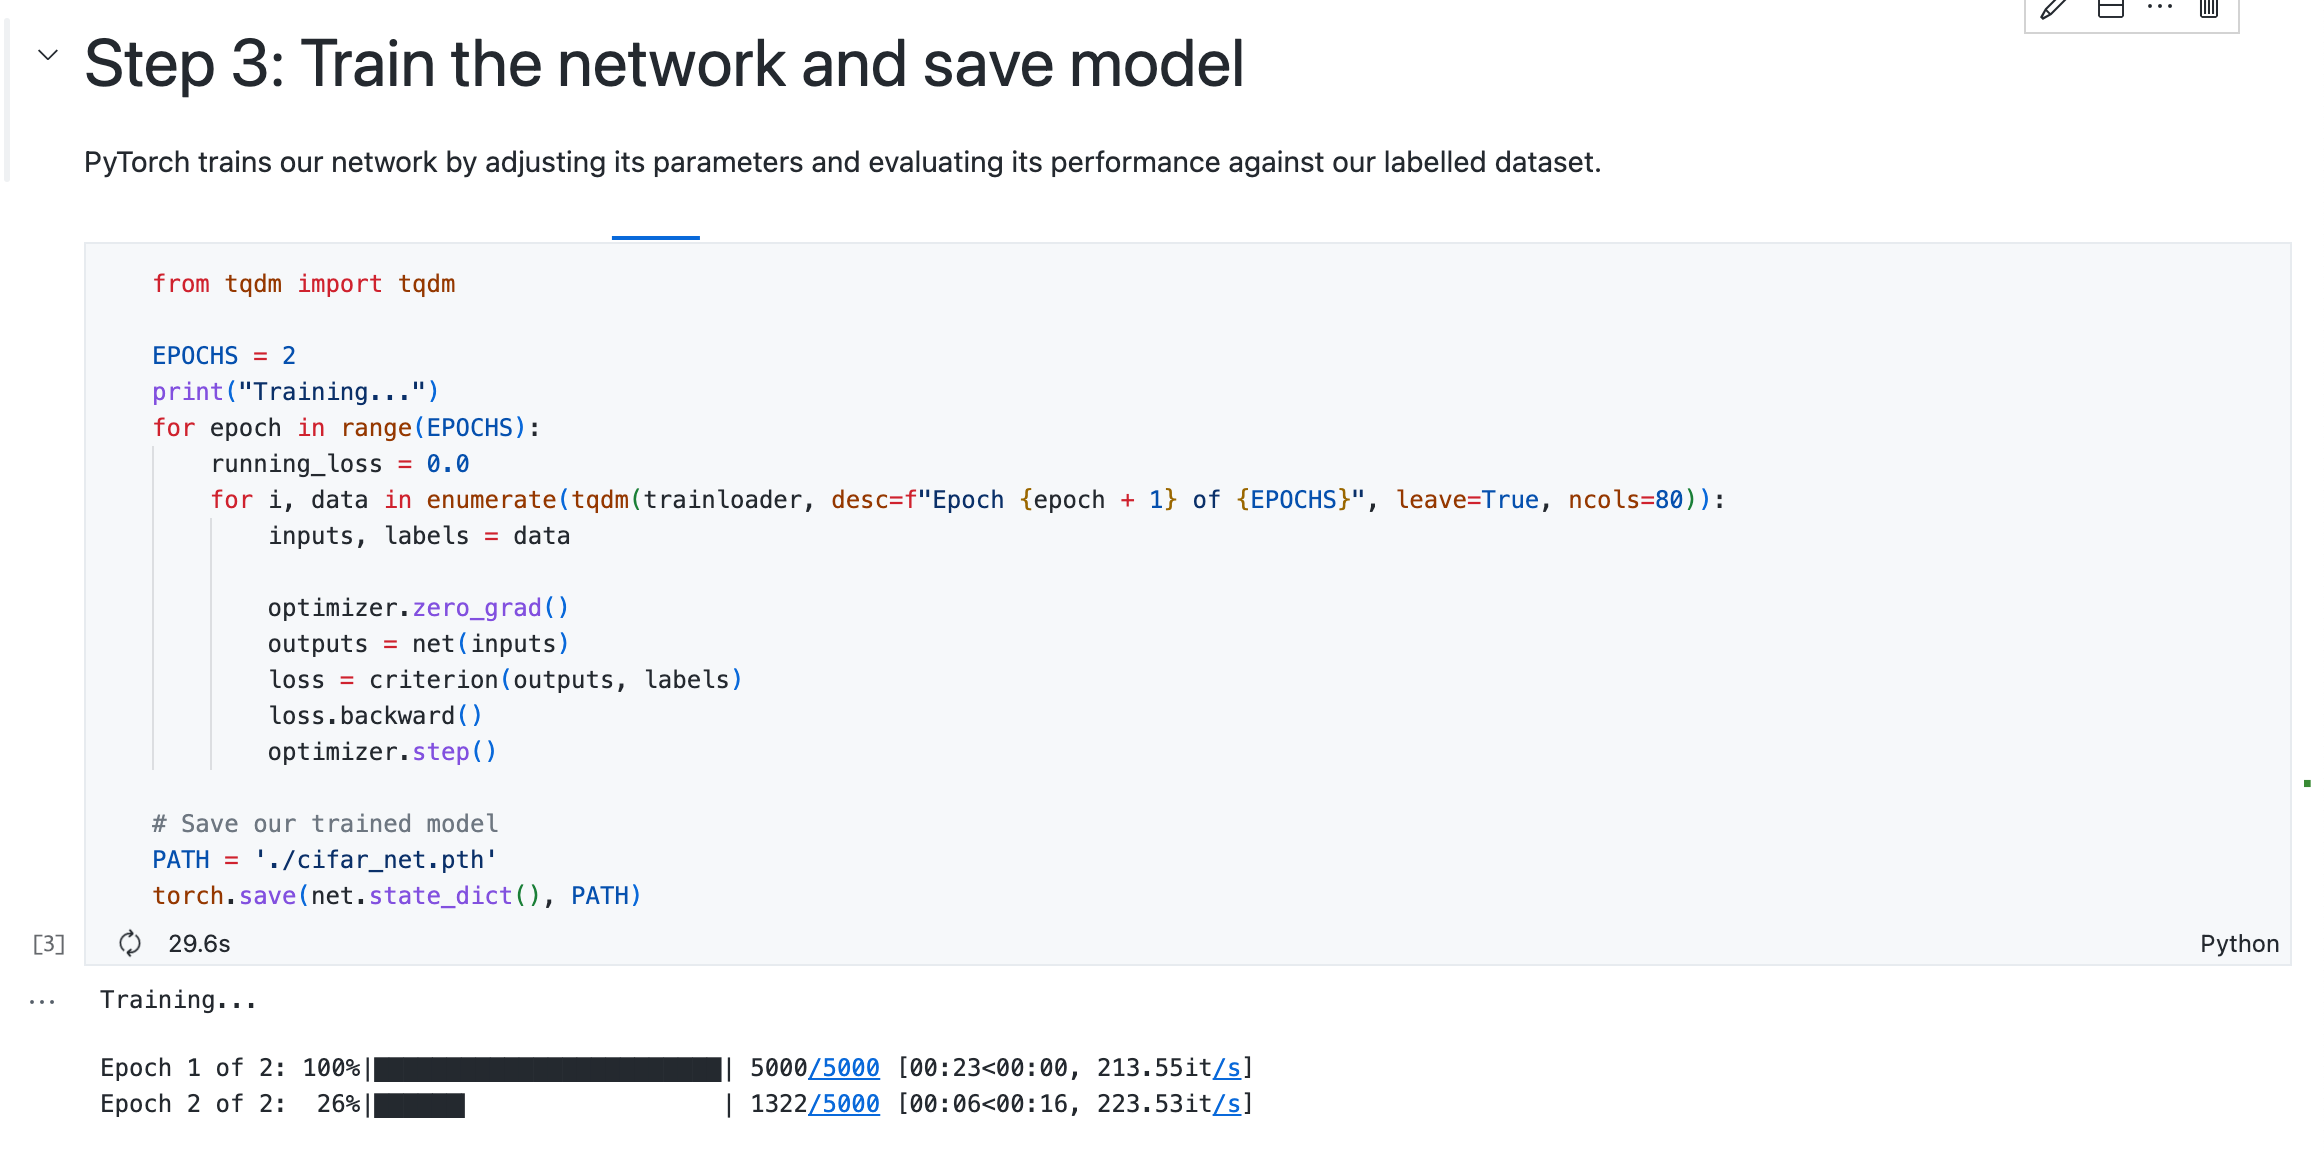 Step 3: Train the network and save model
PyTorch trains our network by adjusting its parameters and evaluating its performance against our labelled dataset.
from tqdm import tqdm
EPOCHS = 2
print("Training...")
for epoch in range(EPOCHS):
    running_loss = 0.0
    for i, data in enumerate(tqdm(trainloader, desc=f"Epoch {epoch + 1} of {EPOCHS}", leave=True, ncols=80)):
        inputs, labels = data
        optimizer.zero_grad()
        outputs = net(inputs)
        loss = criterion(outputs, labels)
        loss.backward()
        optimizer.step()
# Save our trained model
PATH = './cifar_net.pth'
torch.save(net.state_dict(), PATH)
[3] 29.6s Python
Training...
Epoch 1 of 2: 100%|██████████████████| 5000/5000 [00:23<00:00, 213.55it/s]
Epoch 2 of 2:  26%|████▋             | 1322/5000 [00:06<00:16, 223.53it/s]